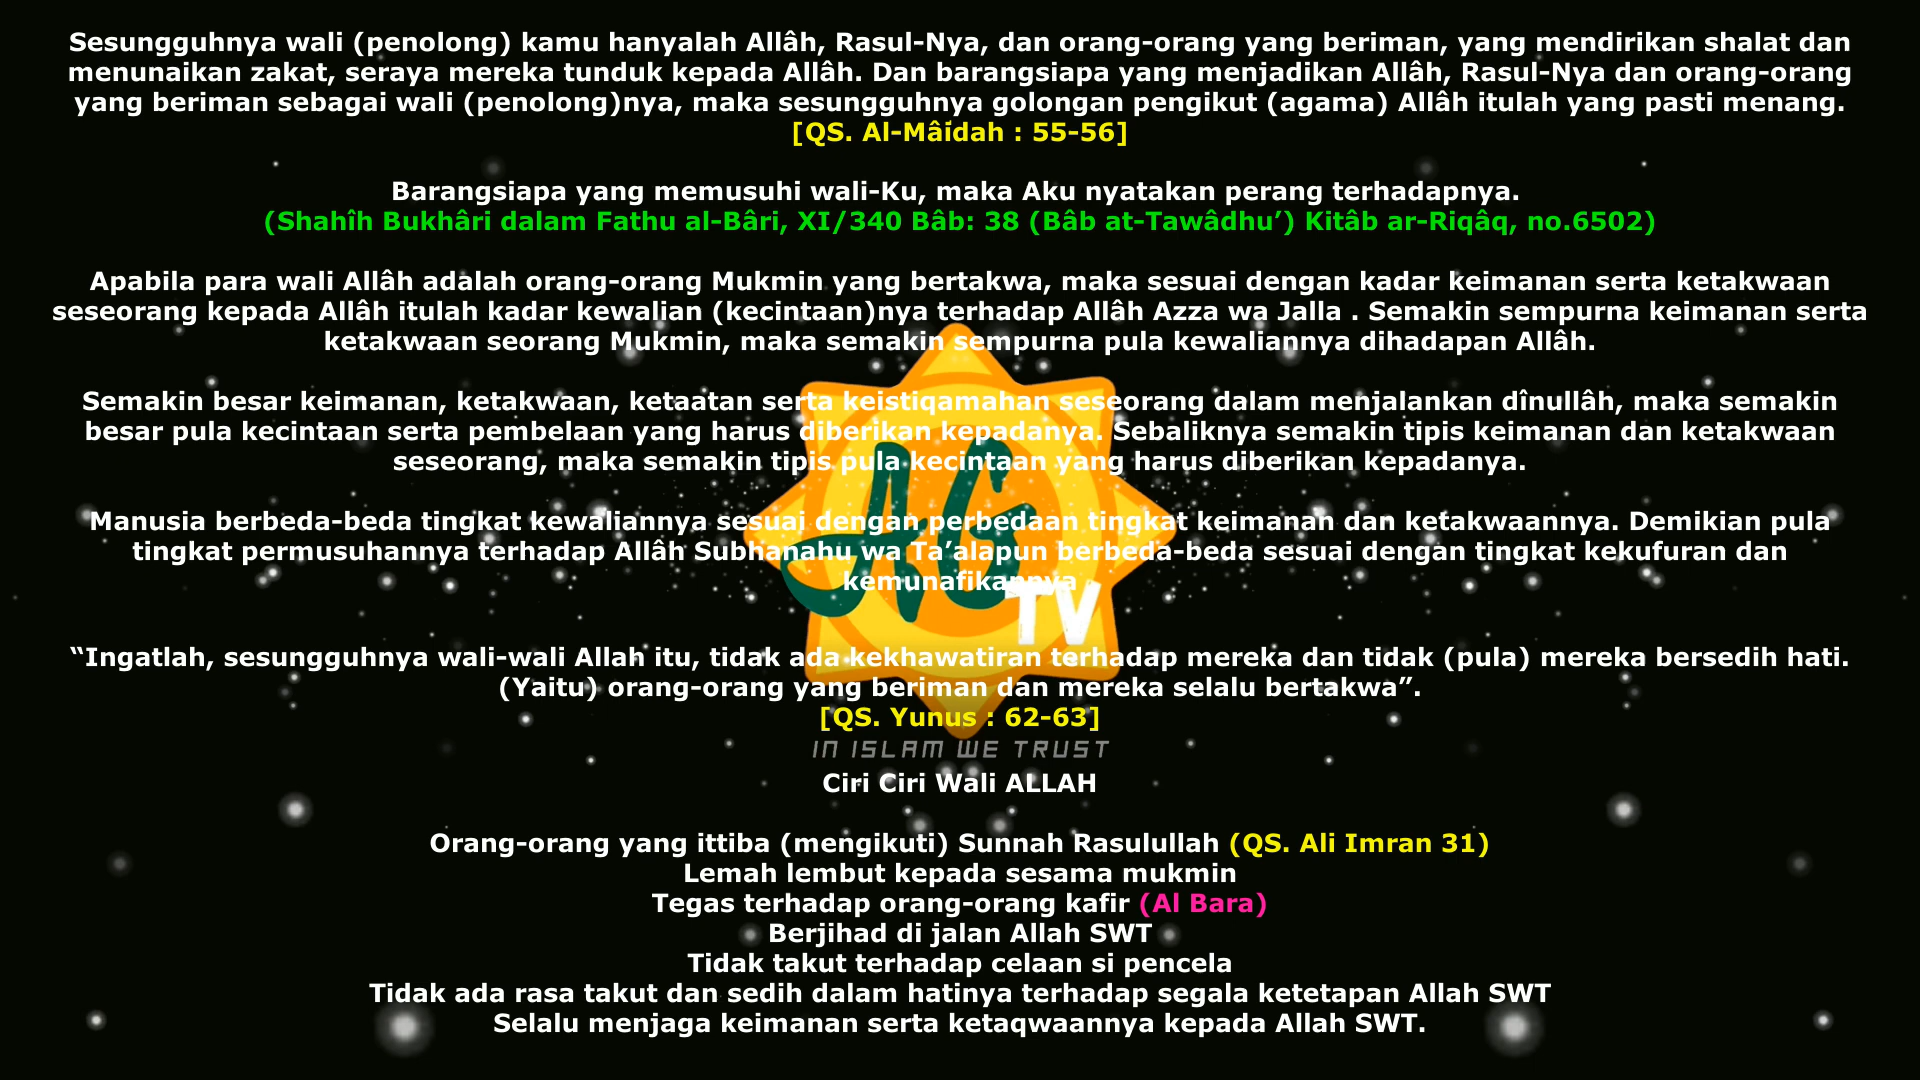 Sesungguhnya wali (penolong) kamu hanyalah Allâh, Rasul-Nya, dan orang-orang yang beriman, yang mendirikan shalat dan
menunaikan zakat, seraya mereka tunduk kepada Allâh. Dan barangsiapa yang menjadikan Allâh, Rasul-Nya dan orang-orang
yang beriman sebagai wali (penolong)nya, maka sesungguhnya golongan pengikut (agama) Allâh itulah yang pasti menang.
[QS. Al-Mâidah : 55-56]
Barangsiapa yang memusuhi wali-Ku, maka Aku nyatakan perang terhadapnya.
(Shahîh Bukhâri dalam Fathu al-Bâri, XI/340 Bâb: 38 (Bâb at-Tawâdhu’) Kitâb ar-Riqâq, no.6502)
Apabila para wali Allâh adalah orang-orang Mukmin yang bertakwa, maka sesuai dengan kadar keimanan serta ketakwaan
seseorang kepada Allâh itulah kadar kewalian (kecintaan)nya terhadap Allâh Azza wa Jalla . Semakin sempurna keimanan serta
ketakwaan seorang Mukmin, maka semakin sempurna pula kewaliannya dihadapan Allâh.
Semakin besar keimanan, ketakwaan, ketaatan serta keistiqamahan seseorang dalam menjalankan dînullâh, maka semakin
besar pula kecintaan serta pembelaan yang harus diberikan kepadanya. Sebaliknya semakin tipis keimanan dan ketakwaan
seseorang, maka semakin tipis pula kecintaan yang harus diberikan kepadanya.
Manusia berbeda-beda tingkat kewaliannya sesuai dengan perbedaan tingkat keimanan dan ketakwaannya. Demikian pula
tingkat permusuhannya terhadap Allâh Subhanahu wa Ta’alapun berbeda-beda sesuai dengan tingkat kekufuran dan
kemunafikannya
AG
TV
“Ingatlah, sesungguhnya wali-wali Allah itu, tidak ada kekhawatiran terhadap mereka dan tidak (pula) mereka bersedih hati.
(Yaitu) orang-orang yang beriman dan mereka selalu bertakwa”.
[QS. Yunus : 62-63]
IN ISLAM WE TRUST
Ciri Ciri Wali ALLAH
Orang-orang yang ittiba (mengikuti) Sunnah Rasulullah (QS. Ali Imran 31)
Lemah lembut kepada sesama mukmin
Tegas terhadap orang-orang kafir (Al Bara)
Berjihad di jalan Allah SWT
Tidak takut terhadap celaan si pencela
Tidak ada rasa takut dan sedih dalam hatinya terhadap segala ketetapan Allah SWT
Selalu menjaga keimanan serta ketaqwaannya kepada Allah SWT.